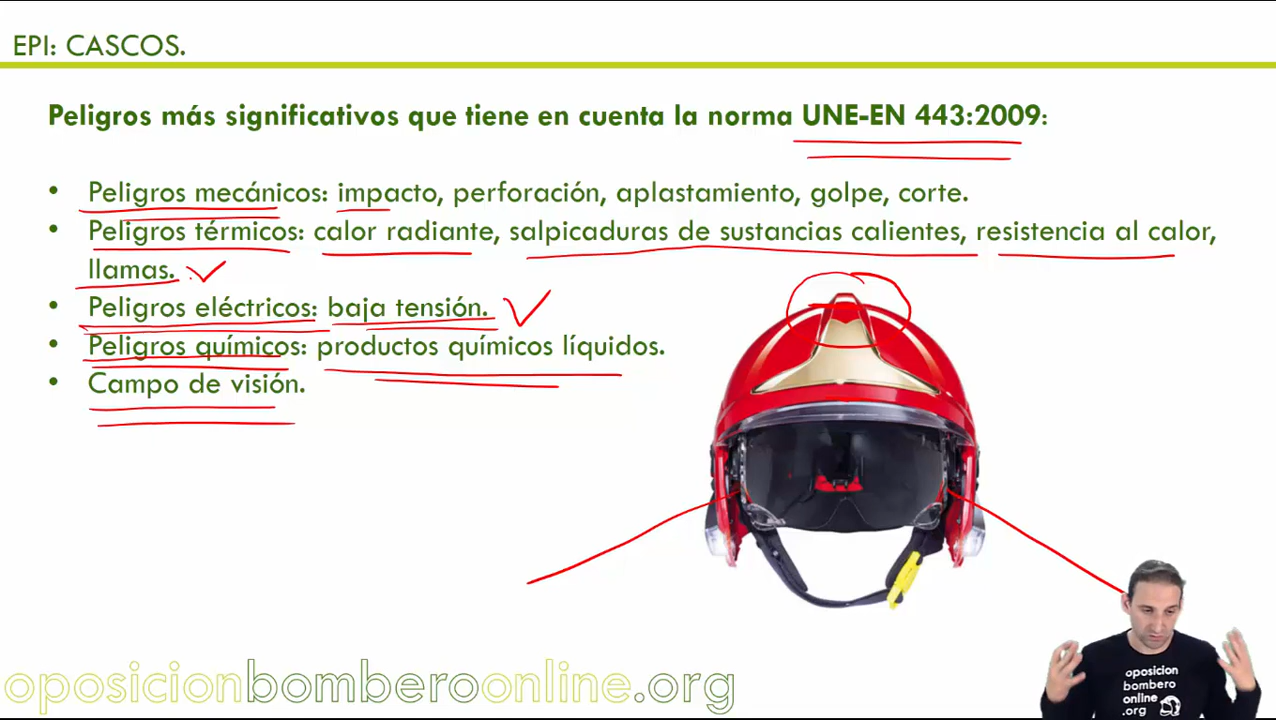 EPI: CASCOS.
Peligros más significativos que tiene en cuenta la norma UNE-EN 443:2009:
• Peligros mecánicos: impacto, perforación, aplastamiento, golpe, corte.
• Peligros térmicos: calor radiante, salpicaduras de sustancias calientes, resistencia al calor,
llamas.
• Peligros eléctricos: baja tensión.
• Peligros químicos: productos químicos líquidos.
• Campo de visión.
oposicionbomberoonline.org
oposicion
bombero
online
.org